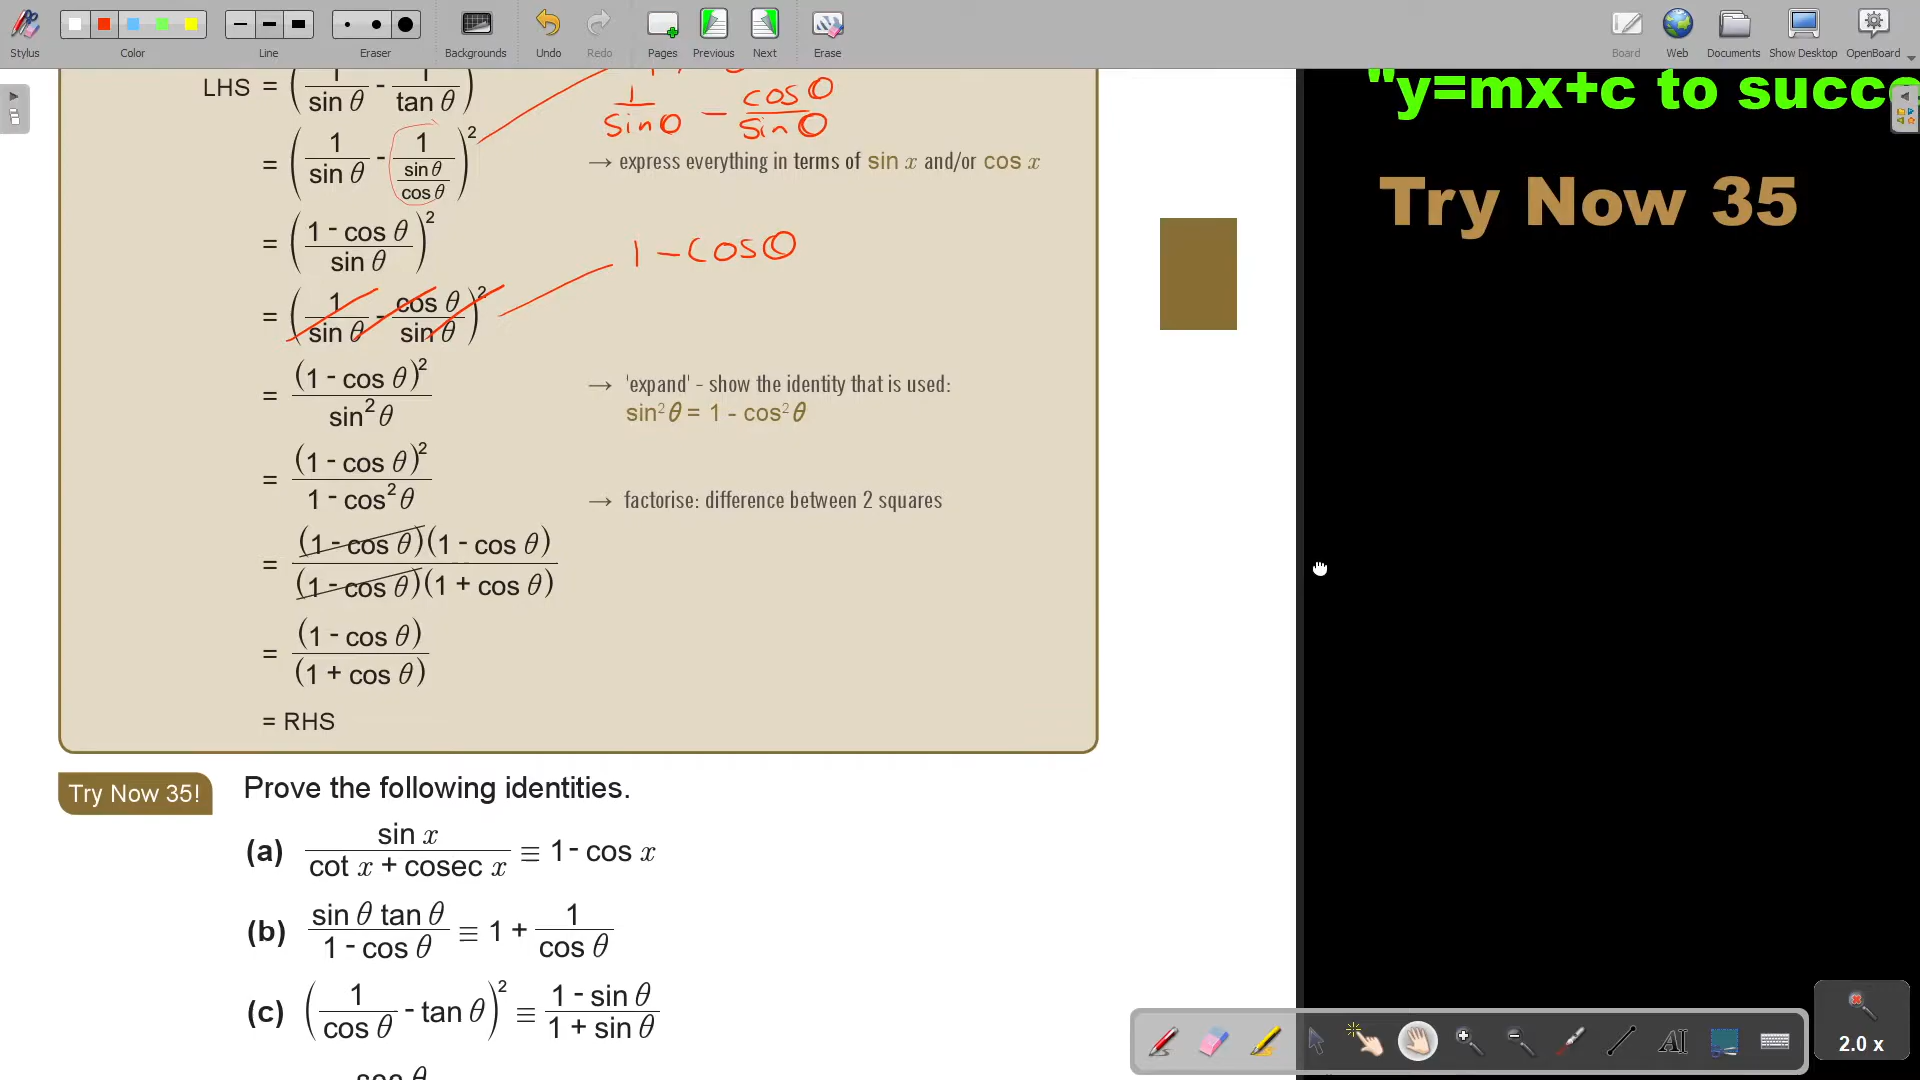 Stylus Color Line Eraser Backgrounds Undo Redo Pages Previous Next Erase Board Web Documents Show Desktop OpenBoard
"y=mx+c to succe
Try Now 35
LHS = (1/sin θ - 1/tan θ)
1/sin θ - cos θ/sin θ
= (1/sin θ - 1/(sin θ/cos θ))²
→ express everything in terms of sin x and/or cos x
= ((1 - cos θ)/sin θ)²
1 - cos θ
= (1/sin θ - cos θ/sin θ)²
= (1 - cos θ)²/sin² θ
→ 'expand' - show the identity that is used:
sin² θ = 1 - cos² θ
= (1 - cos θ)²/1 - cos² θ
→ factorise: difference between 2 squares
= (1 - cos θ)(1 - cos θ)/(1 - cos θ)(1 + cos θ)
= (1 - cos θ)/(1 + cos θ)
= RHS
Try Now 35! Prove the following identities.
(a) sin x/cot x + cosec x ≡ 1 - cos x
(b) sin θ tan θ/1 - cos θ ≡ 1 + 1/cos θ
(c) (1/cos θ - tan θ)² ≡ 1 - sin θ/1 + sin θ
2.0 x